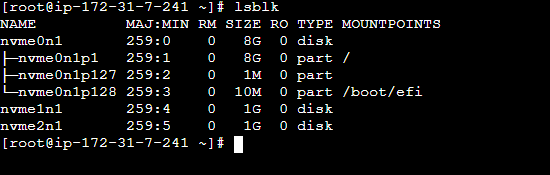 [root@ip-172-31-7-241 ~]# lsblk
NAME          MAJ:MIN RM SIZE RO TYPE MOUNTPOINTS
nvme0n1       259:0    0   8G  0 disk
├─nvme0n1p1   259:1    0   8G  0 part /
├─nvme0n1p127 259:2    0   1M  0 part
└─nvme0n1p128 259:3    0  10M  0 part /boot/efi
nvme1n1       259:4    0   1G  0 disk
nvme2n1       259:5    0   1G  0 disk
[root@ip-172-31-7-241 ~]#